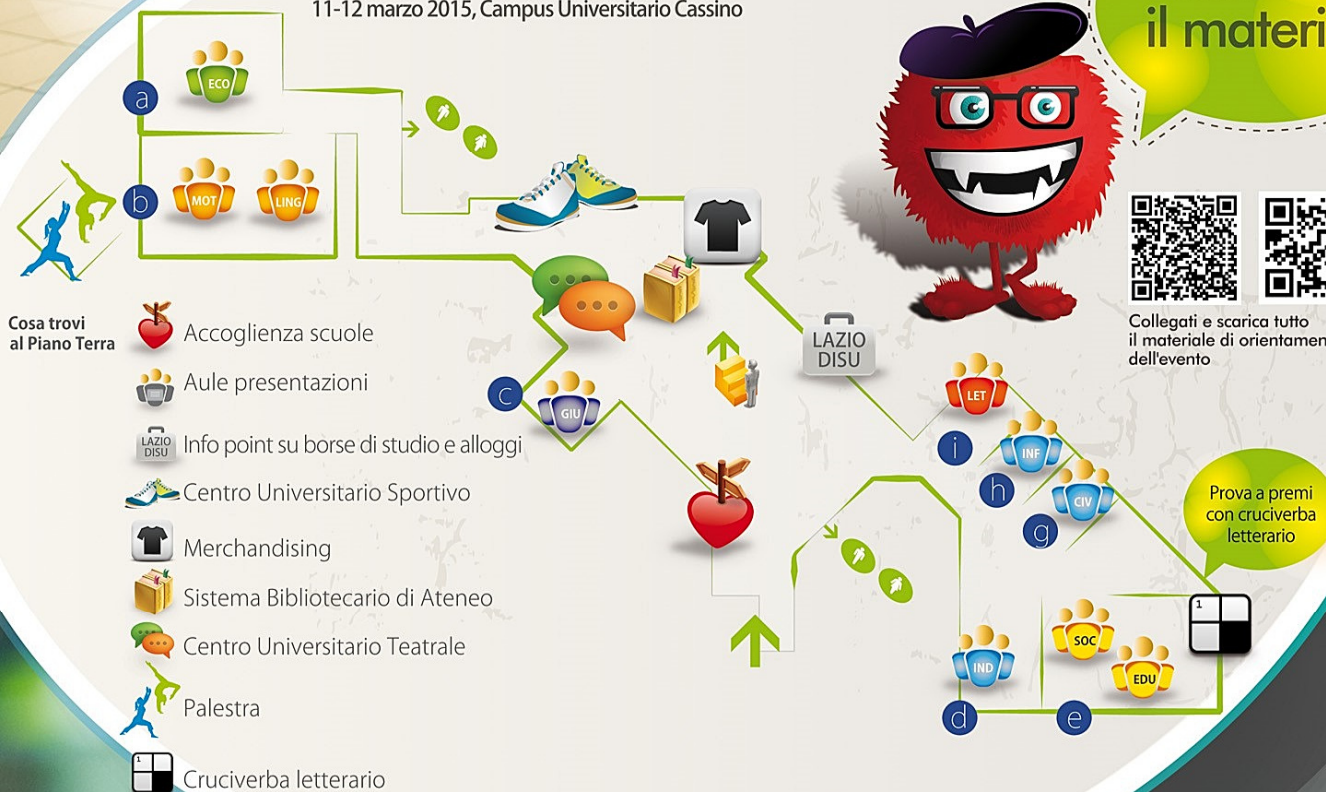 11-12 marzo 2015, Campus Universitario Cassino
il materi
ECO
a
MOT
LING
b
Cosa trovi
al Piano Terra
Accoglienza scuole
Aule presentazioni
LAZIO
DISU
Info point su borse di studio e alloggi
Centro Universitario Sportivo
Merchandising
Sistema Bibliotecario di Ateneo
Centro Universitario Teatrale
Palestra
1
Cruciverba letterario
c
GIU
LAZIO
DISU
LET
i
INF
h
CIV
g
IND
d
SOC
EDU
e
1
Collegati e scarica tutto
il materiale di orientamen
dell'evento
Prova a premi
con cruciverba
letterario